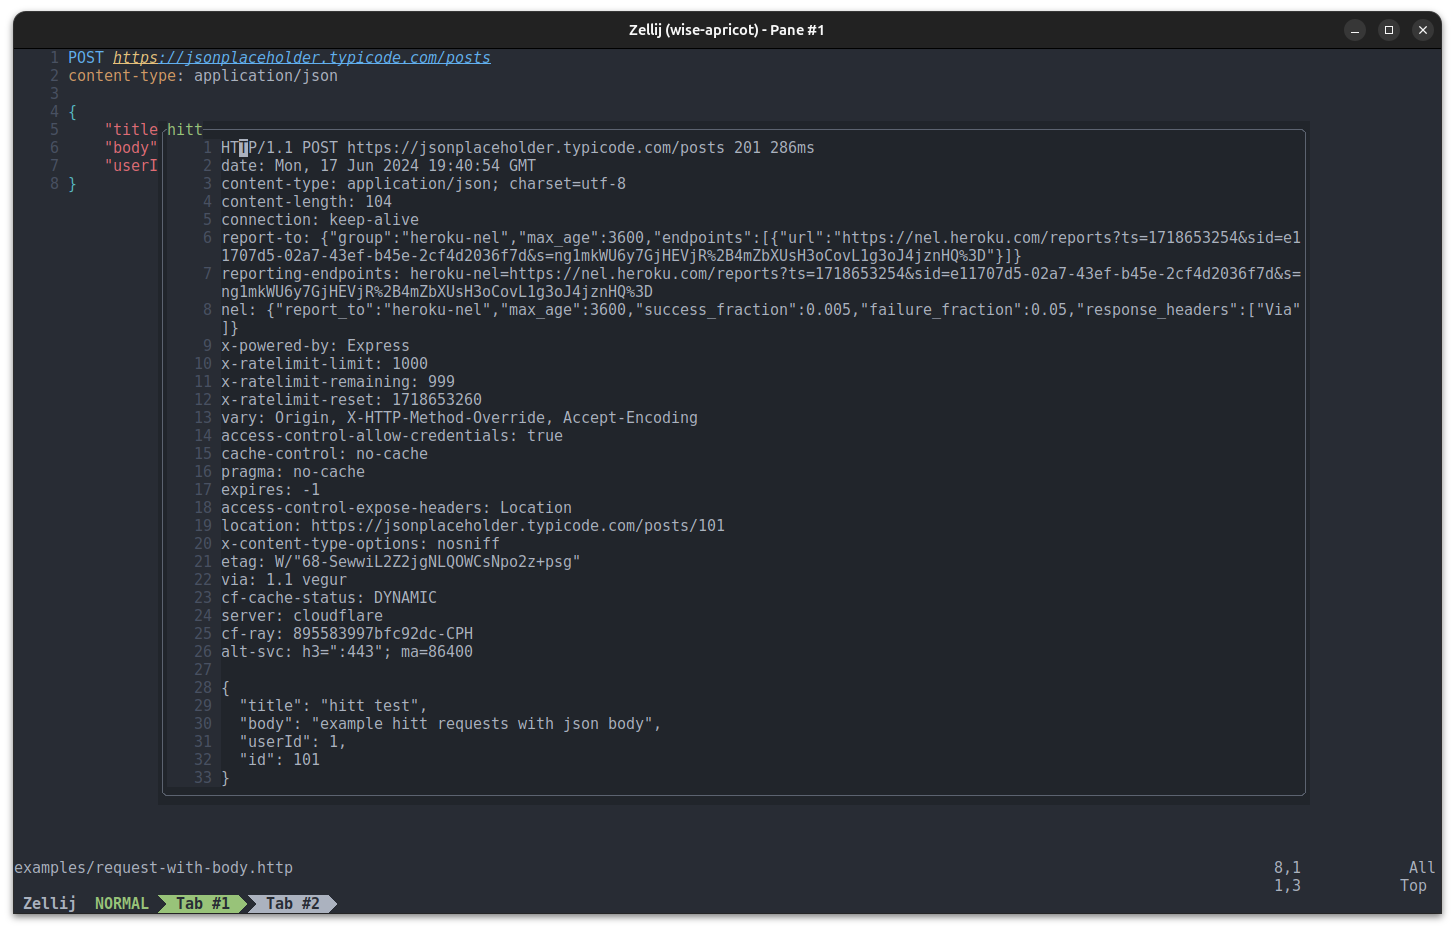 Zellij (wise-apricot) - Pane #1
1 POST https://jsonplaceholder.typicode.com/posts
2 content-type: application/json
3
4 {
5 "title
6 "body"
7 "userI
8 }
hitt
1 HTTP/1.1 POST https://jsonplaceholder.typicode.com/posts 201 286ms
2 date: Mon, 17 Jun 2024 19:40:54 GMT
3 content-type: application/json; charset=utf-8
4 content-length: 104
5 connection: keep-alive
6 report-to: {"group":"heroku-nel","max_age":3600,"endpoints":[{"url":"https://nel.heroku.com/reports?ts=1718653254&sid=e1
1707d5-02a7-43ef-b45e-2cf4d2036f7d&s=ng1mkWU6y7GjHEVjR%2B4mZbXUsH3oCovL1g3oJ4jznHQ%3D"}]}
7 reporting-endpoints: heroku-nel=https://nel.heroku.com/reports?ts=1718653254&sid=e11707d5-02a7-43ef-b45e-2cf4d2036f7d&s=
ng1mkWU6y7GjHEVjR%2B4mZbXUsH3oCovL1g3oJ4jznHQ%3D
8 nel: {"report_to":"heroku-nel","max_age":3600,"success_fraction":0.005,"failure_fraction":0.05,"response_headers":["Via"
]}
9 x-powered-by: Express
10 x-ratelimit-limit: 1000
11 x-ratelimit-remaining: 999
12 x-ratelimit-reset: 1718653260
13 vary: Origin, X-HTTP-Method-Override, Accept-Encoding
14 access-control-allow-credentials: true
15 cache-control: no-cache
16 pragma: no-cache
17 expires: -1
18 access-control-expose-headers: Location
19 location: https://jsonplaceholder.typicode.com/posts/101
20 x-content-type-options: nosniff
21 etag: W/"68-SewwiL2Z2jgNLQOWCsNpo2z+psg"
22 via: 1.1 vegur
23 cf-cache-status: DYNAMIC
24 server: cloudflare
25 cf-ray: 895583997bfc92dc-CPH
26 alt-svc: h3=":443"; ma=86400
27
28 {
29 "title": "hitt test",
30 "body": "example hitt requests with json body",
31 "userId": 1,
32 "id": 101
33 }
examples/request-with-body.http 8,1 All
1,3 Top
Zellij NORMAL Tab #1 Tab #2